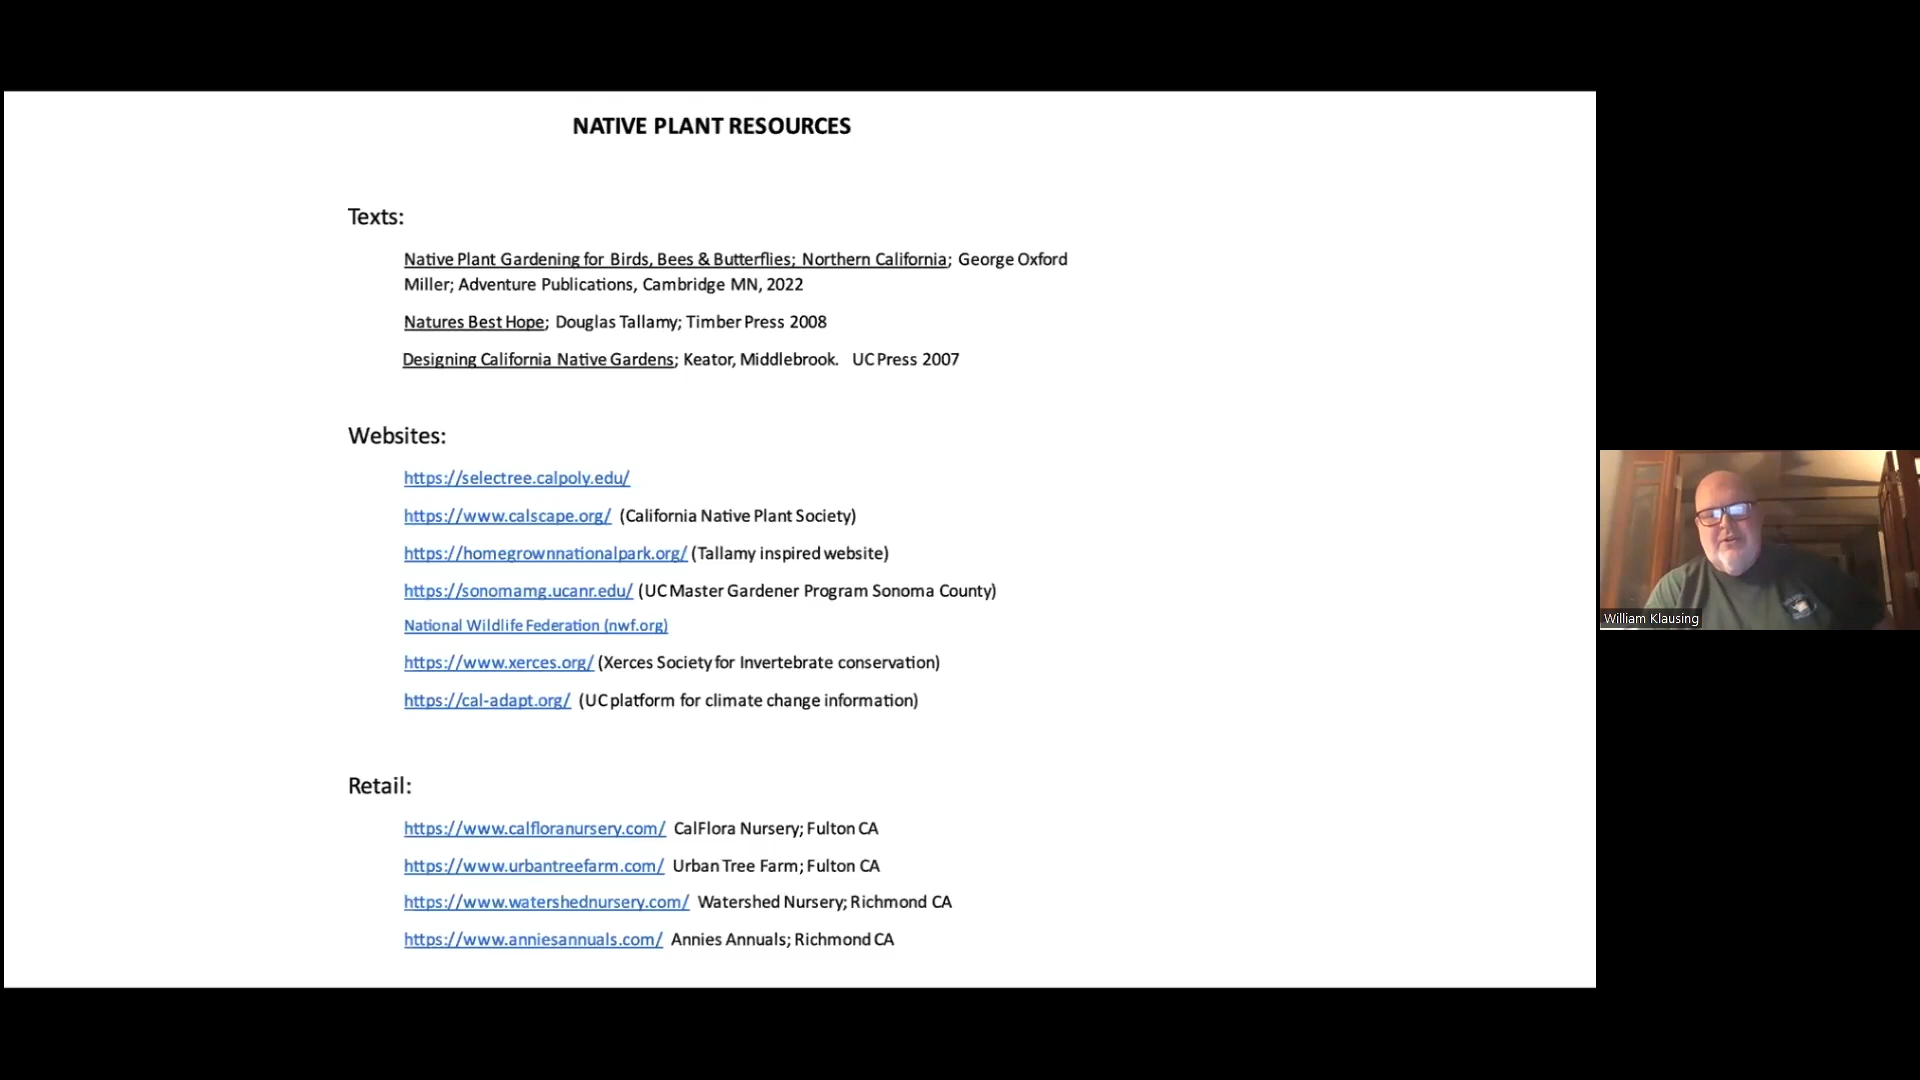 NATIVE PLANT RESOURCES
Texts:
Native Plant Gardening for Birds, Bees & Butterflies; Northern California; George Oxford
Miller; Adventure Publications, Cambridge MN, 2022
Natures Best Hope; Douglas Tallamy; Timber Press 2008
Designing California Native Gardens; Keator, Middlebrook. UC Press 2007
Websites:
https://selectree.calpoly.edu/
https://www.calscape.org/ (California Native Plant Society)
https://homegrownnationalpark.org/ (Tallamy inspired website)
https://sonomamg.ucanr.edu/ (UC Master Gardener Program Sonoma County)
National Wildlife Federation (nwf.org)
https://www.xerces.org/ (Xerces Society for Invertebrate conservation)
https://cal-adapt.org/ (UC platform for climate change information)
Retail:
https://www.calfloranursery.com/ CalFlora Nursery; Fulton CA
https://www.urbantreefarm.com/ Urban Tree Farm; Fulton CA
https://www.watershednursery.com/ Watershed Nursery; Richmond CA
https://www.anniesannuals.com/ Annies Annuals; Richmond CA
William Klausing